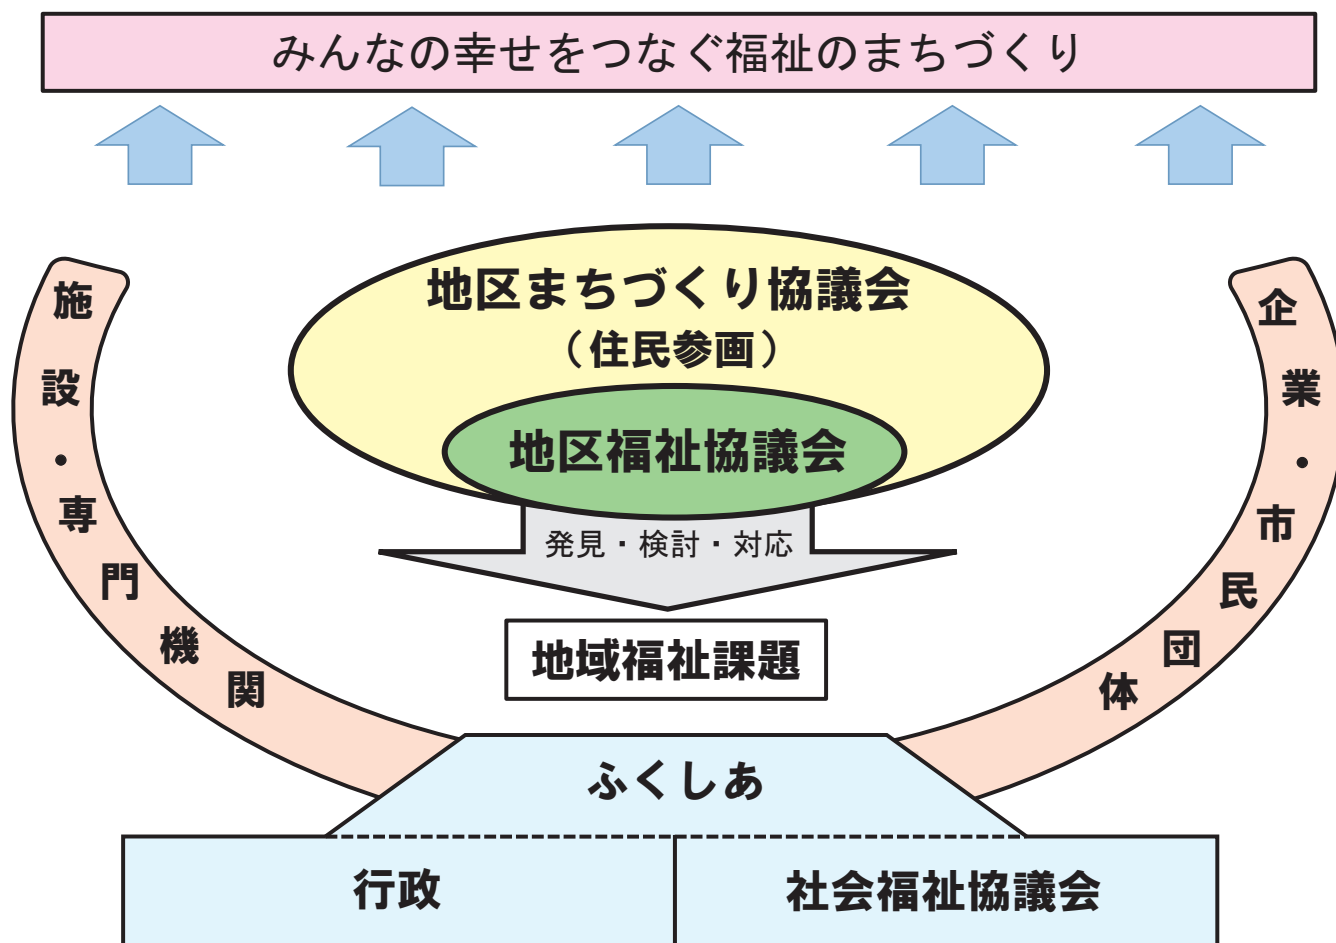 みんなの幸せをつなぐ福祉のまちづくり
地区まちづくり協議会
（住民参画）
地区福祉協議会
発見・検討・対応
地域福祉課題
施設・専門機関
企業・市民団体
ふくしあ
行政
社会福祉協議会